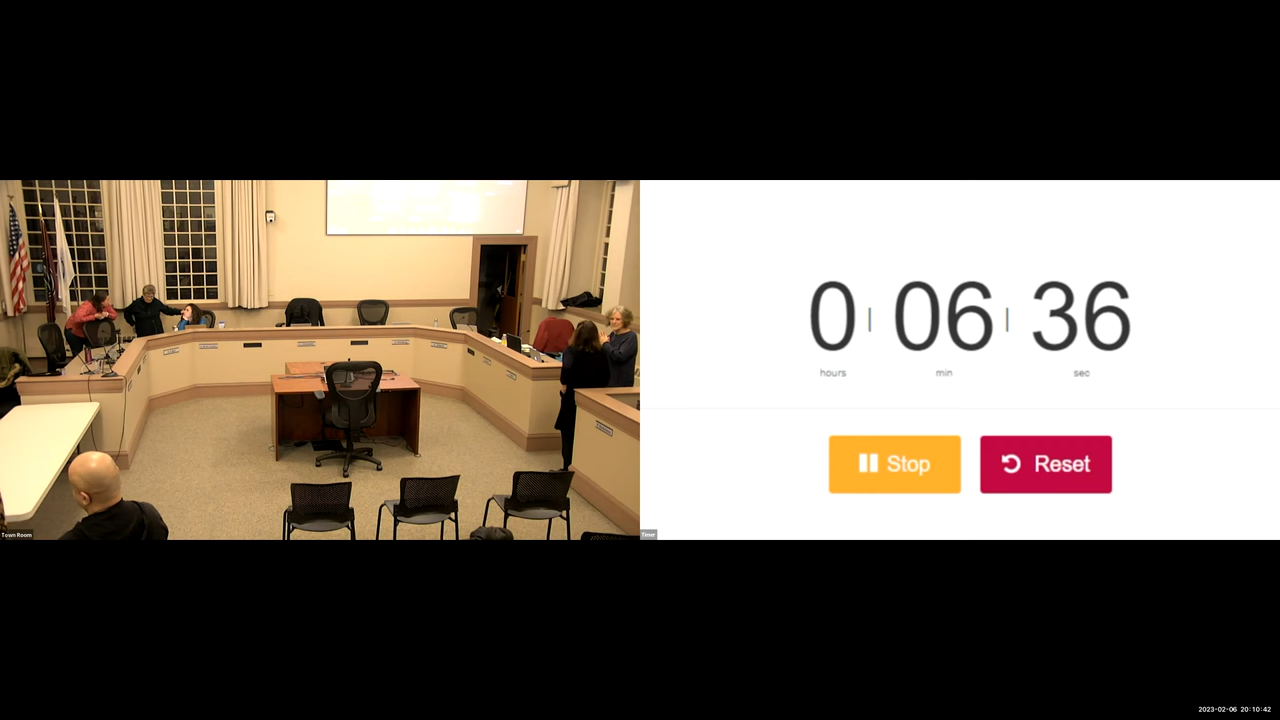 0 06 36
hours min sec
Stop Reset
Town Room
Timer
2023-02-06 20:10:42